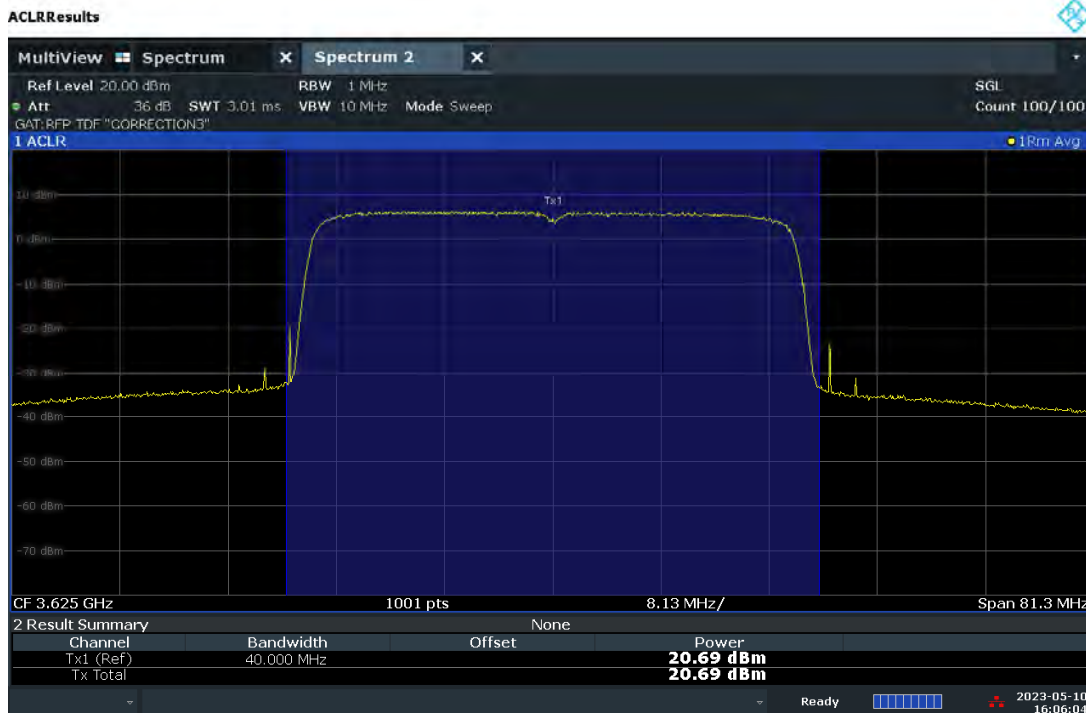 ACLRResults
MultiView Spectrum X Spectrum 2 X
Ref Level 20.00 dBm RBW 1 MHz SGL
Att 36 dB SWT 3.01 ms VBW 10 MHz Mode Sweep Count 100/100
GAT:RFP TDF "CORRECTION3"
1 ACLR 1Rm Avg
10 dBm
Tx1
0 dBm
-10 dBm
-20 dBm
-30 dBm
-40 dBm
-50 dBm
-60 dBm
-70 dBm
CF 3.625 GHz 1001 pts 8.13 MHz/ Span 81.3 MHz
2 Result Summary None
Channel Bandwidth Offset Power
Tx1 (Ref) 40.000 MHz 20.69 dBm
Tx Total 20.69 dBm
Ready 2023-05-10
16:06:04